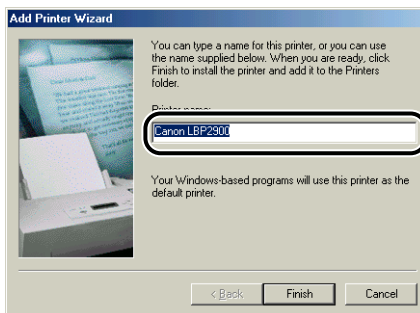 Add Printer Wizard
You can type a name for this printer, or you can use
the name supplied below. When you are ready, click
Finish to install the printer and add it to the Printers
folder.
Printer name:
Canon LBP2900
Your Windows-based programs will use this printer as the
default printer.
< Back
Finish
Cancel